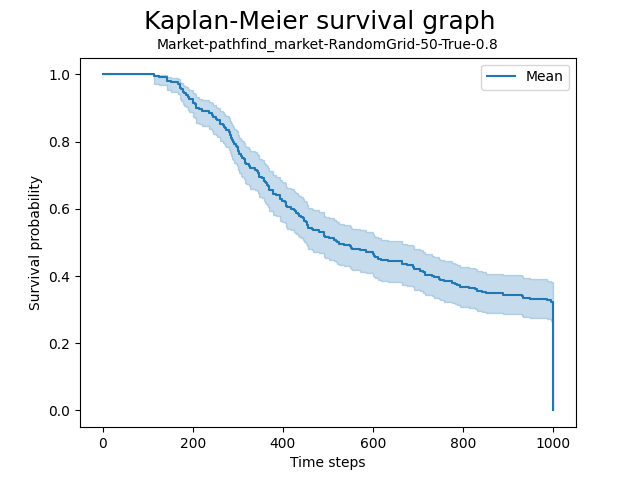 Kaplan-Meier survival graph
Market-pathfind_market-RandomGrid-50-True-0.8
Mean
1.0
0.8
0.6
0.4
0.2
0.0
Survival probability
0
200
400
600
800
1000
Time steps